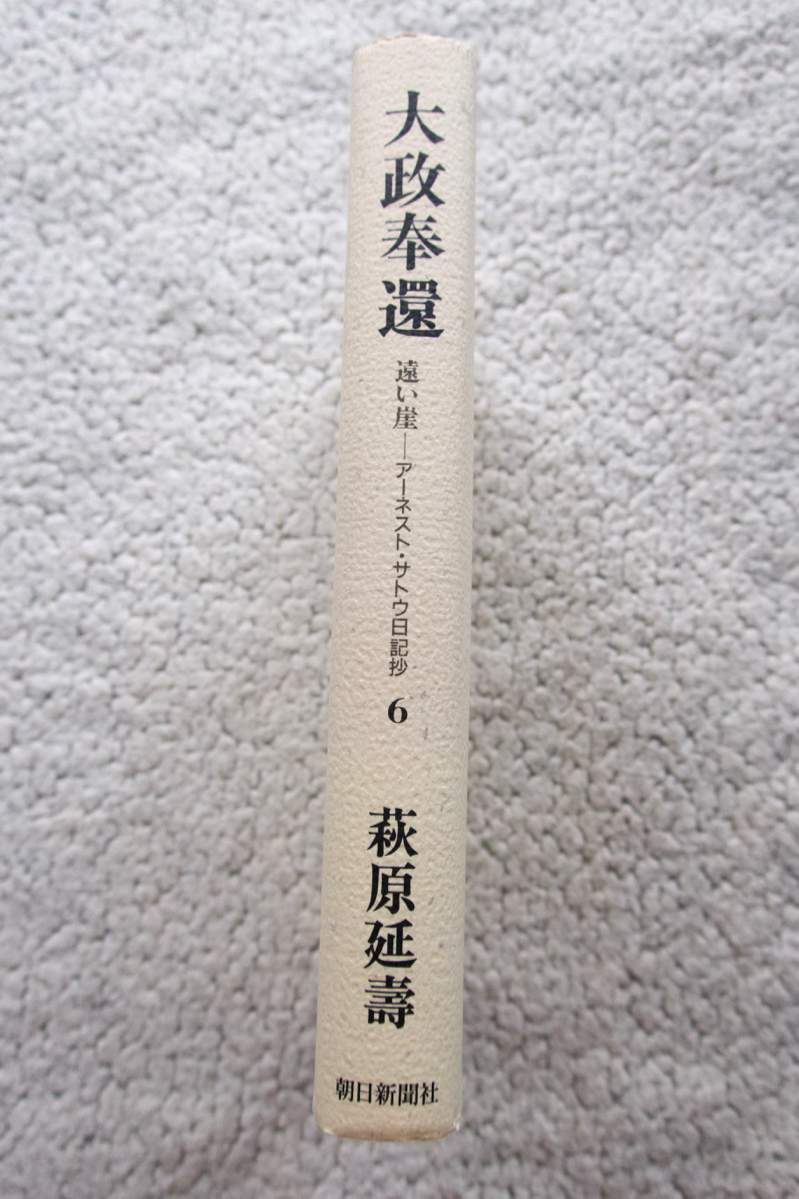 大政奉還
遠い崖―アーネスト・サトウ日記抄
6
萩原延壽
朝日新聞社